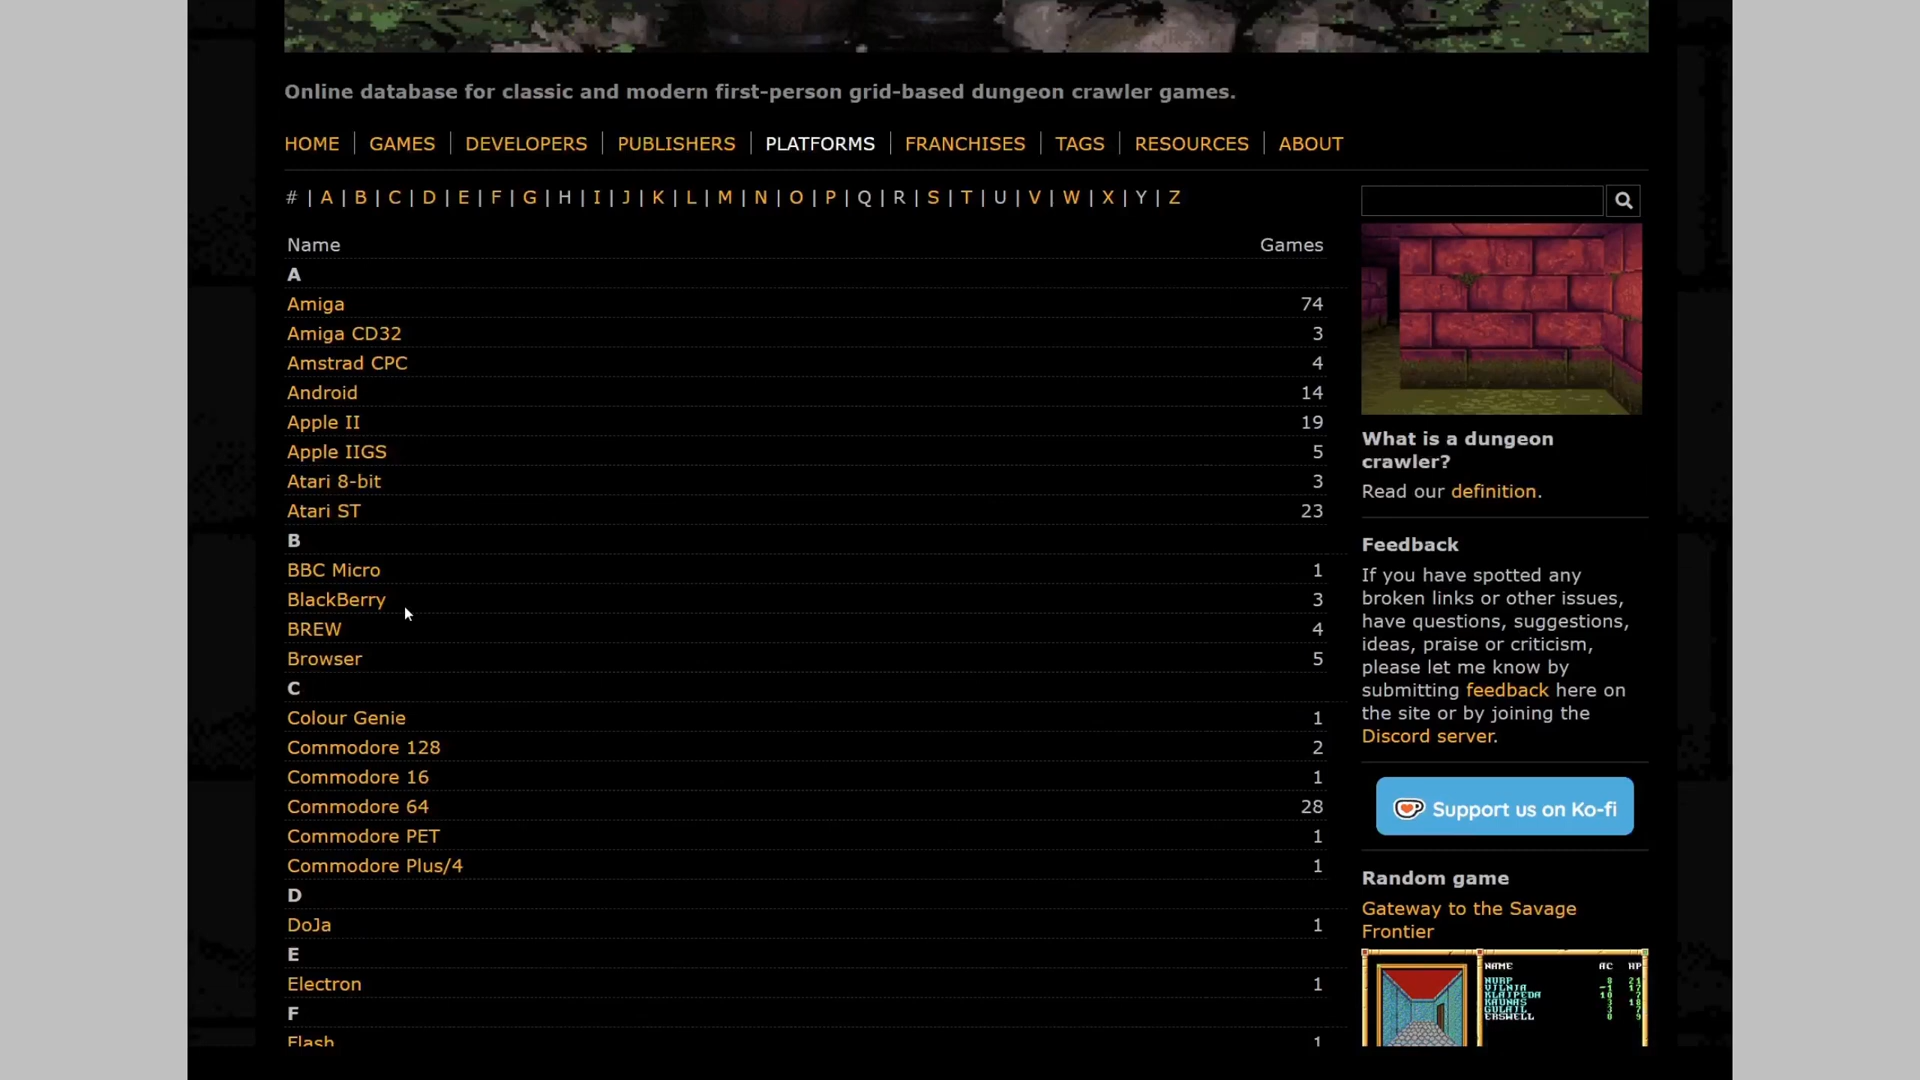 Online database for classic and modern first-person grid-based dungeon crawler games.
HOME | GAMES | DEVELOPERS | PUBLISHERS | PLATFORMS | FRANCHISES | TAGS | RESOURCES | ABOUT
# | A | B | C | D | E | F | G | H | I | J | K | L | M | N | O | P | Q | R | S | T | U | V | W | X | Y | Z
Name Games
A
Amiga 74
Amiga CD32 3
Amstrad CPC 4
Android 14
Apple II 19
Apple IIGS 5
Atari 8-bit 3
Atari ST 23
B
BBC Micro 1
BlackBerry 3
BREW 4
Browser 5
C
Colour Genie 1
Commodore 128 2
Commodore 16 1
Commodore 64 28
Commodore PET 1
Commodore Plus/4 1
D
DoJa 1
E
Electron 1
F
Flash 1
What is a dungeon
crawler?
Read our definition.
Feedback
If you have spotted any
broken links or other issues,
have questions, suggestions,
ideas, praise or criticism,
please let me know by
submitting feedback here on
the site or by joining the
Discord server.
Support us on Ko-fi
Random game
Gateway to the Savage
Frontier
NAME AC HP
VILNIA
KLAIPEDA
KAUNAS
ERSWELL